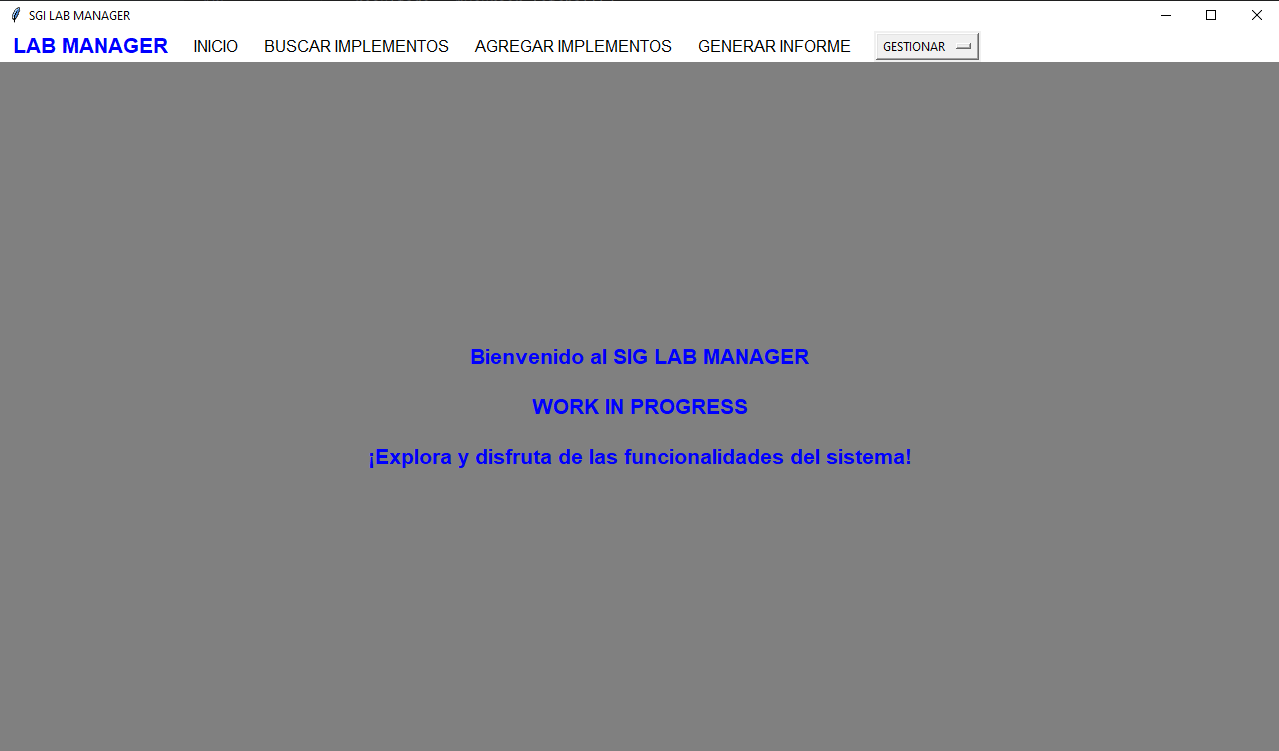 SGI LAB MANAGER
LAB MANAGER INICIO BUSCAR IMPLEMENTOS AGREGAR IMPLEMENTOS GENERAR INFORME GESTIONAR
Bienvenido al SIG LAB MANAGER
WORK IN PROGRESS
¡Explora y disfruta de las funcionalidades del sistema!